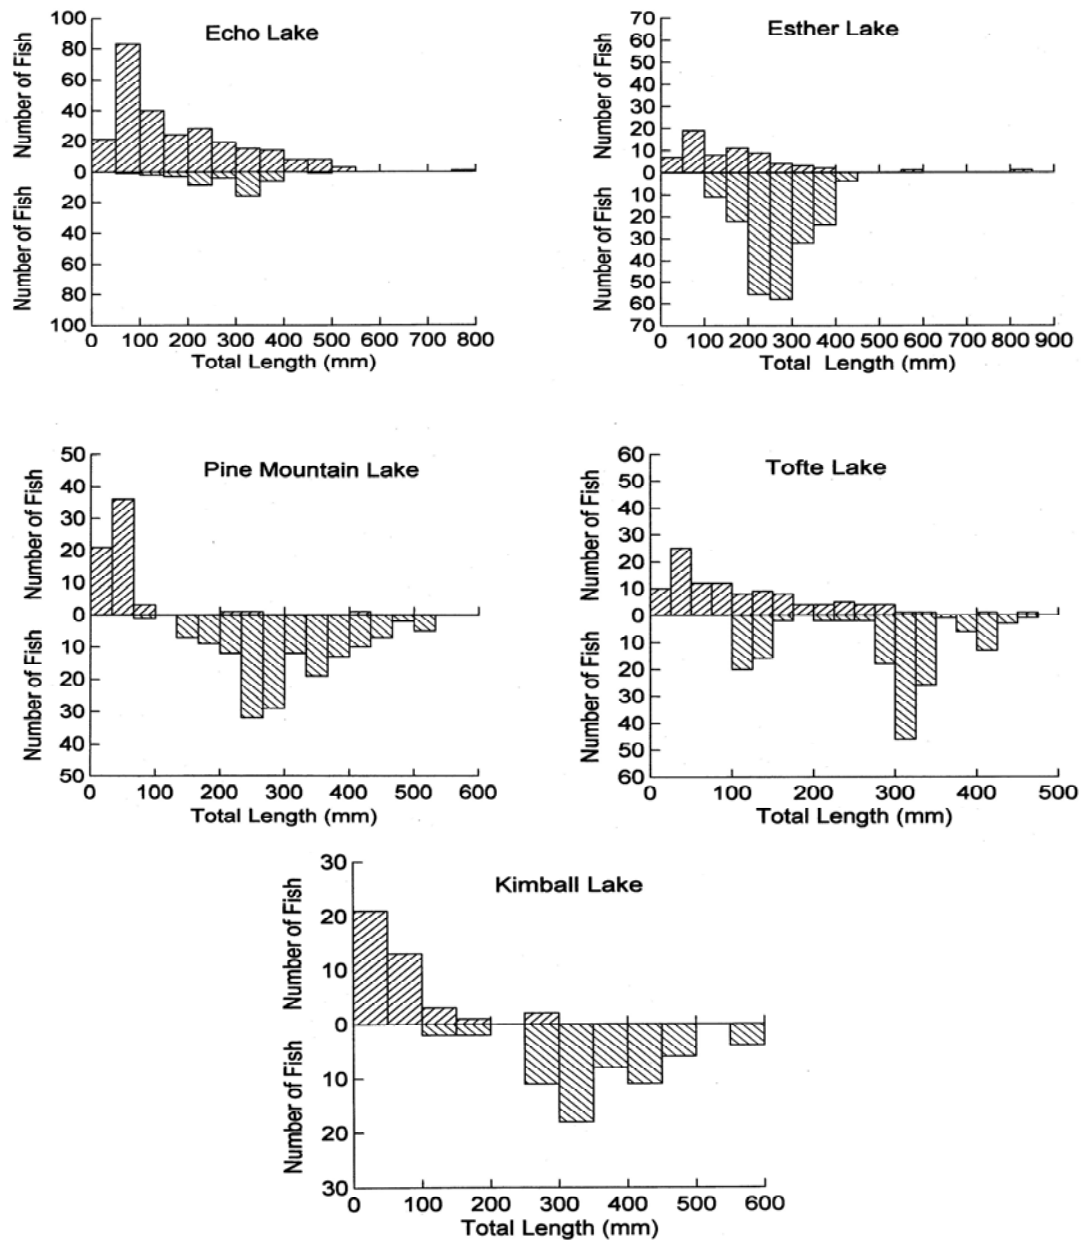 Echo Lake
Number of Fish
Number of Fish
100
80
60
40
20
0
20
40
60
80
100
0 100 200 300 400 500 600 700 800
Total Length (mm)
Esther Lake
Number of Fish
Number of Fish
70
60
50
40
30
20
10
0
10
20
30
40
50
60
70
0 100 200 300 400 500 600 700 800 900
Total Length (mm)
Pine Mountain Lake
Number of Fish
Number of Fish
50
40
30
20
10
0
10
20
30
40
50
0 100 200 300 400 500 600
Total Length (mm)
Tofte Lake
Number of Fish
Number of Fish
60
50
40
30
20
10
0
10
20
30
40
50
60
0 100 200 300 400 500
Total Length (mm)
Kimball Lake
Number of Fish
Number of Fish
30
20
10
0
10
20
30
0 100 200 300 400 500 600
Total Length (mm)